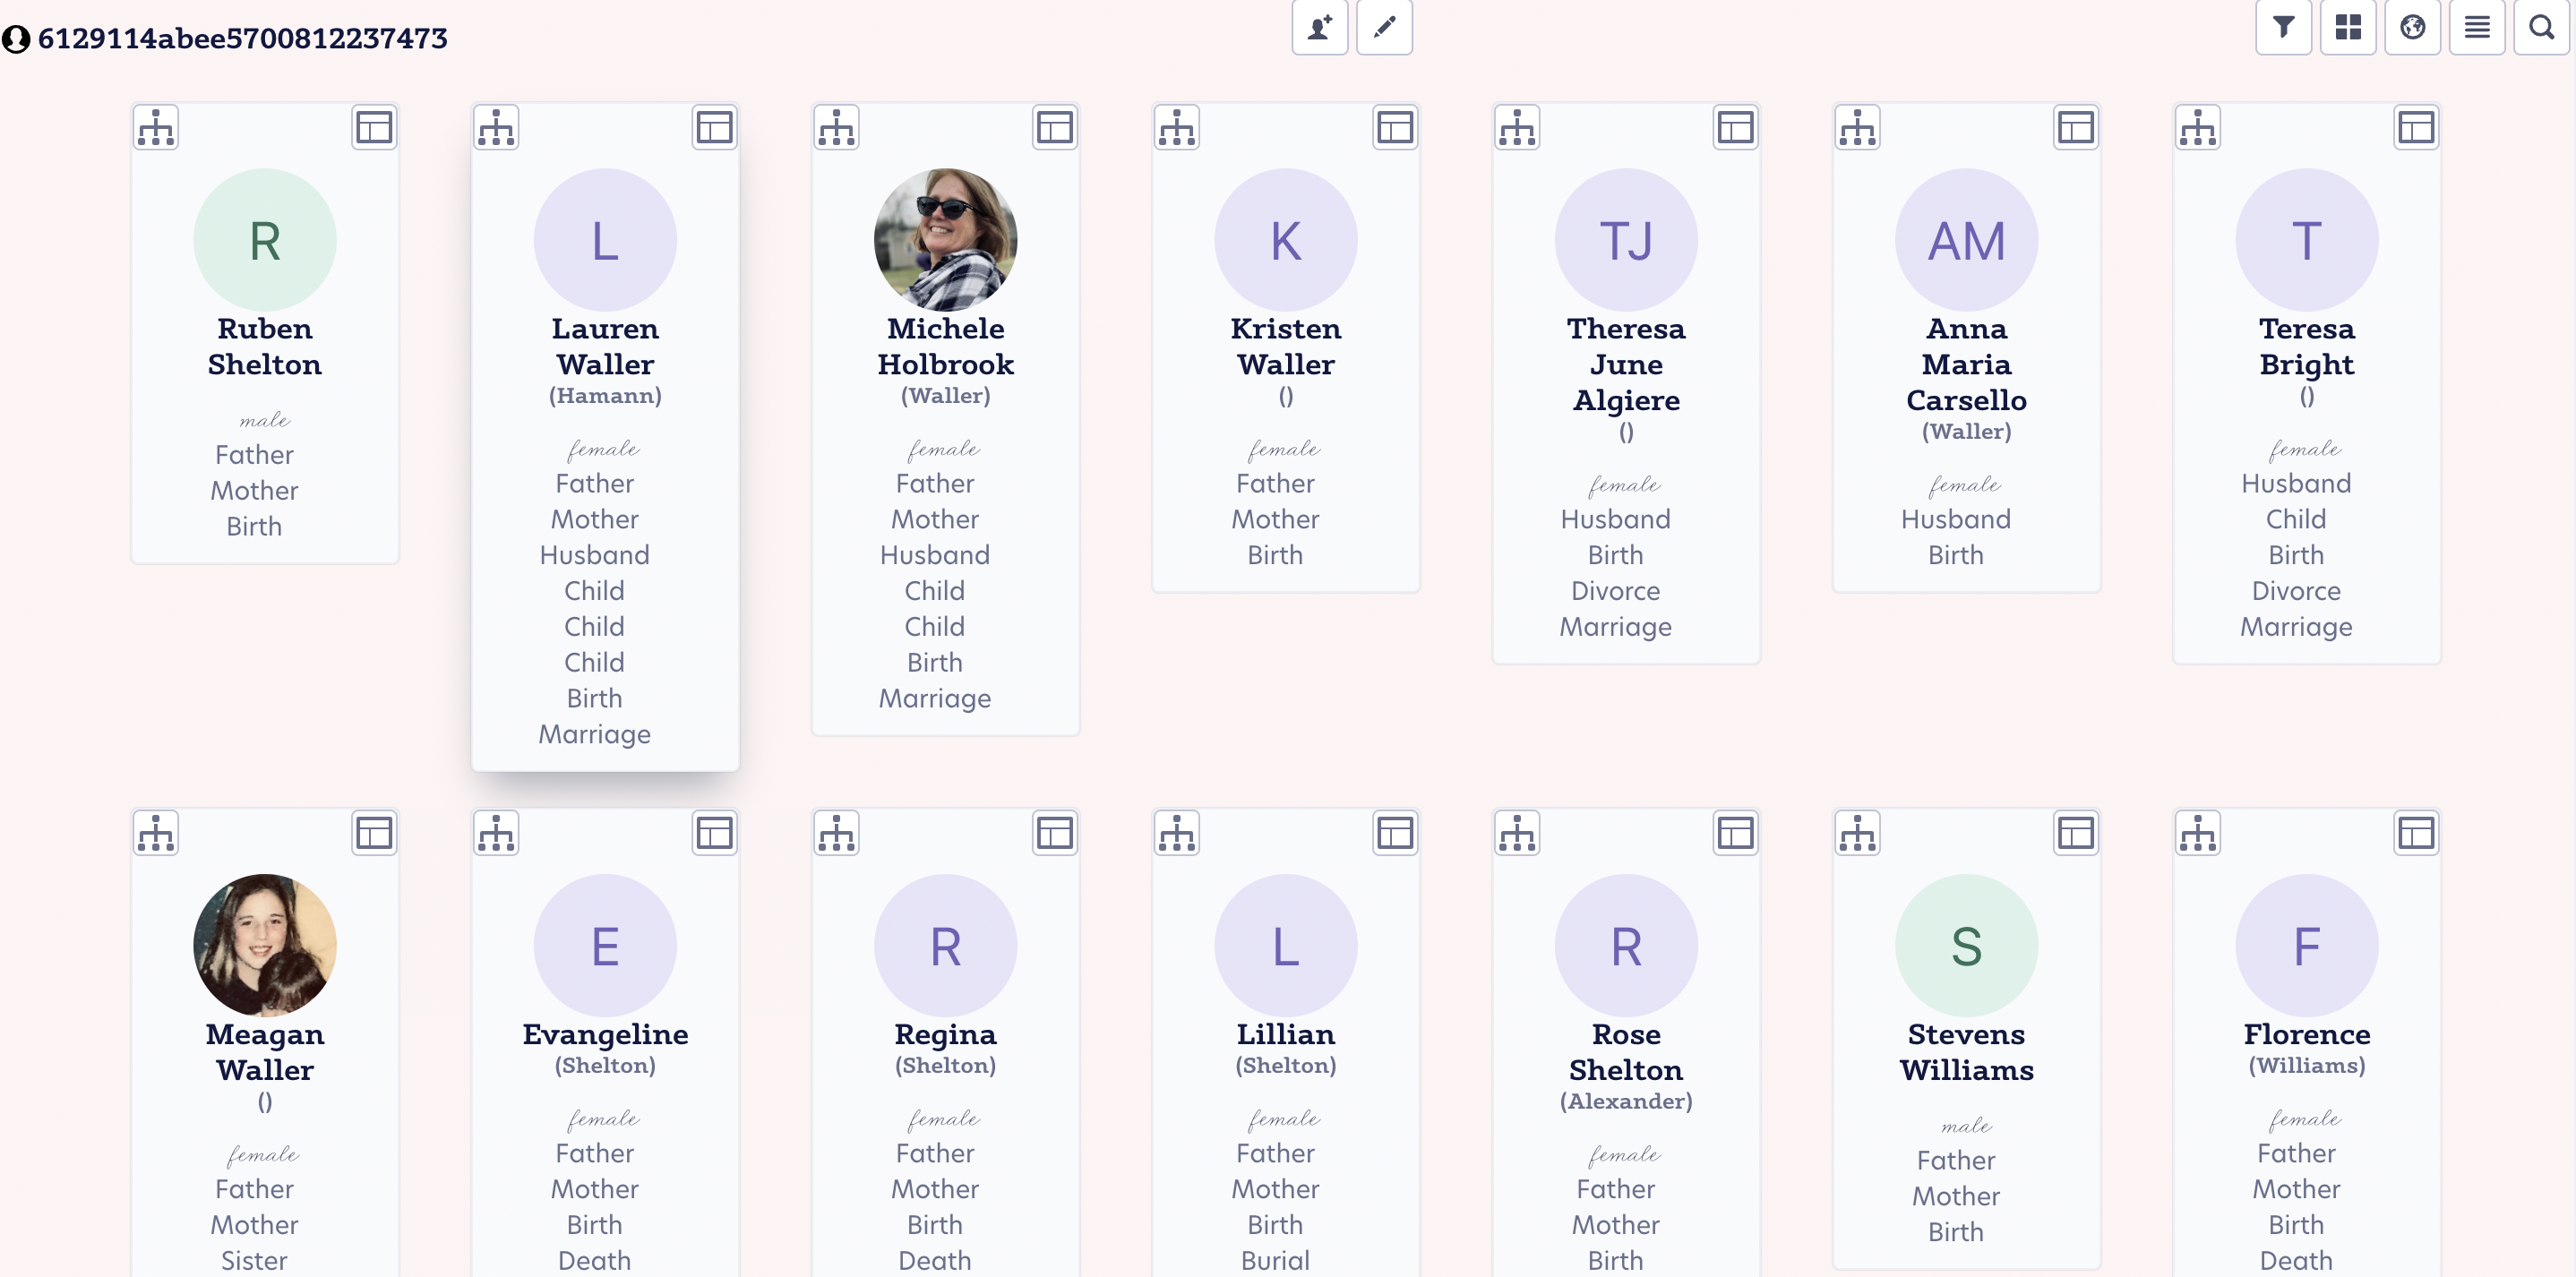 6129114abee5700812237473
R
Ruben
Shelton
male
Father
Mother
Birth
L
Lauren
Waller
(Hamann)
female
Father
Mother
Husband
Child
Child
Child
Birth
Marriage
Michele
Holbrook
(Waller)
female
Father
Mother
Husband
Child
Child
Birth
Marriage
K
Kristen
Waller
()
female
Father
Mother
Birth
TJ
Theresa
June
Algiere
()
female
Husband
Birth
Divorce
Marriage
AM
Anna
Maria
Carsello
(Waller)
female
Husband
Birth
T
Teresa
Bright
()
female
Husband
Child
Birth
Divorce
Marriage
Meagan
Waller
()
female
Father
Mother
Sister
E
Evangeline
(Shelton)
female
Father
Mother
Birth
Death
R
Regina
(Shelton)
female
Father
Mother
Birth
Death
L
Lillian
(Shelton)
female
Father
Mother
Birth
Burial
R
Rose
Shelton
(Alexander)
female
Father
Mother
Birth
S
Stevens
Williams
male
Father
Mother
Birth
F
Florence
(Williams)
female
Father
Mother
Birth
Death